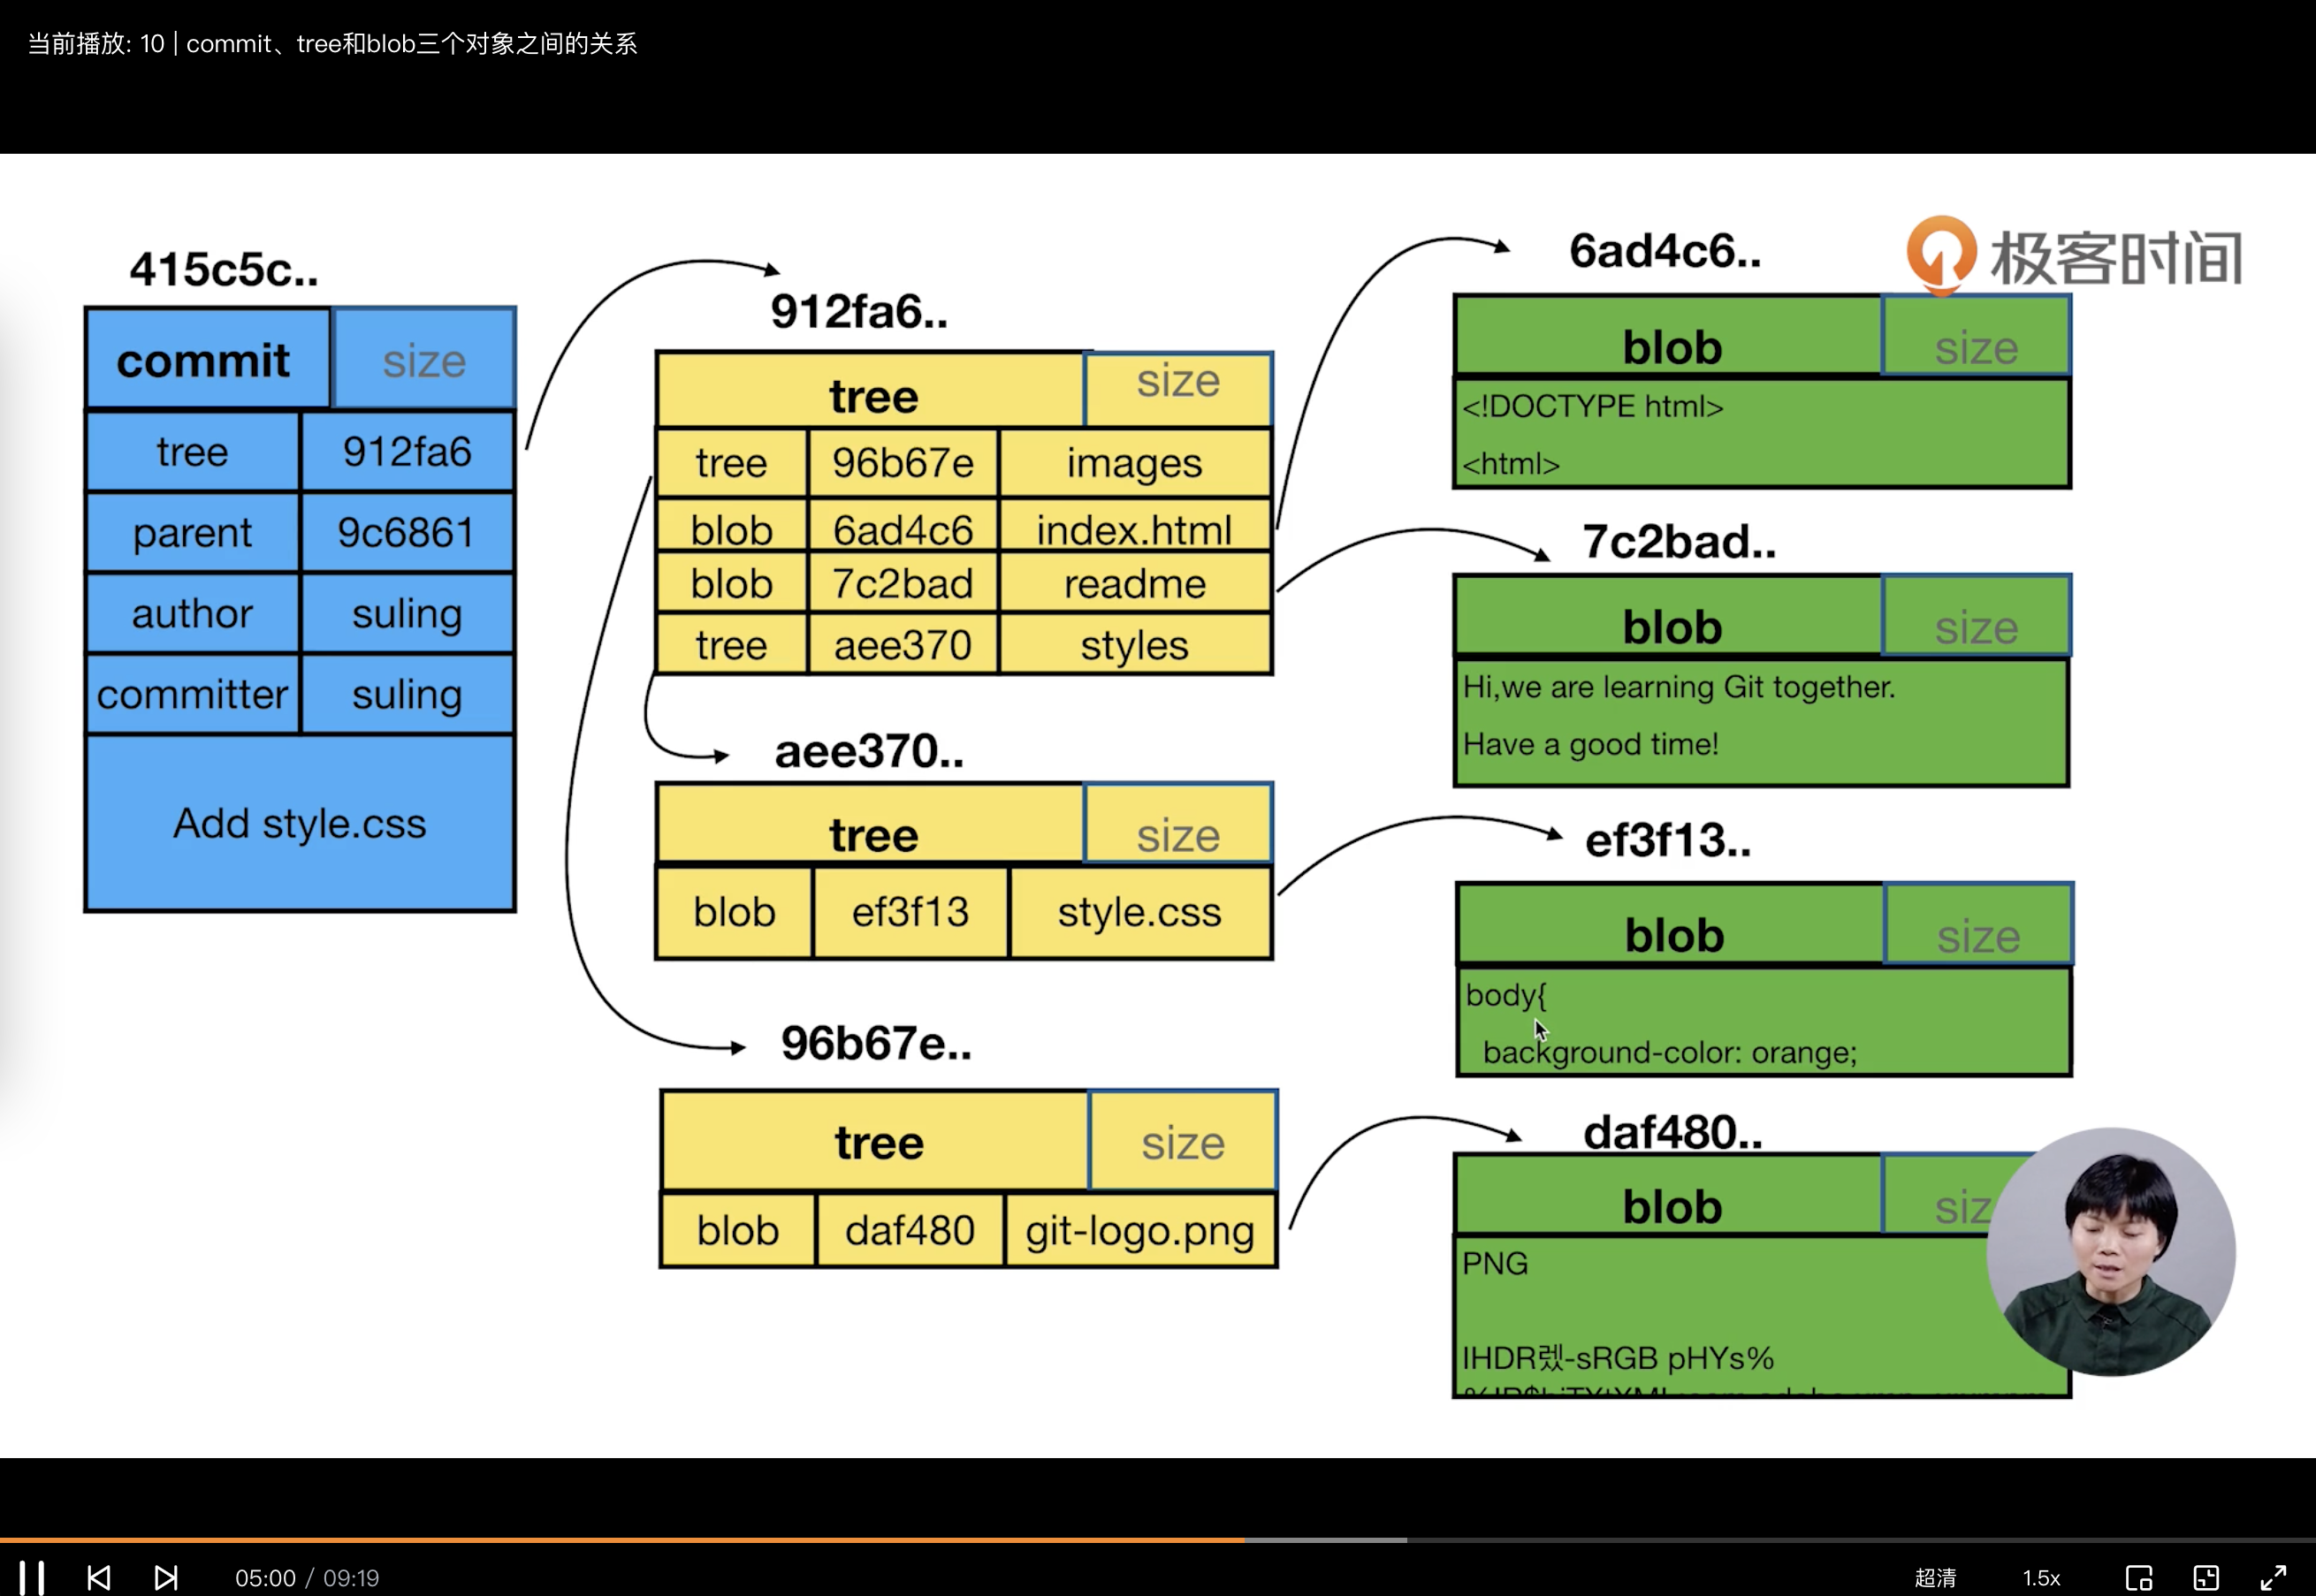 当前播放: 10 | commit、tree和blob三个对象之间的关系
极客时间
415c5c..
commit size
tree 912fa6
parent 9c6861
author suling
committer suling
Add style.css
912fa6..
tree size
tree 96b67e images
blob 6ad4c6 index.html
blob 7c2bad readme
tree aee370 styles
aee370..
tree size
blob ef3f13 style.css
96b67e..
tree size
blob daf480 git-logo.png
6ad4c6..
blob size
<!DOCTYPE html>
<html>
7c2bad..
blob size
Hi,we are learning Git together.
Have a good time!
ef3f13..
blob size
body{
background-color: orange;
daf480..
blob siz
PNG
IHDR렜-sRGB pHYs%
05:00 / 09:19
超清
1.5x